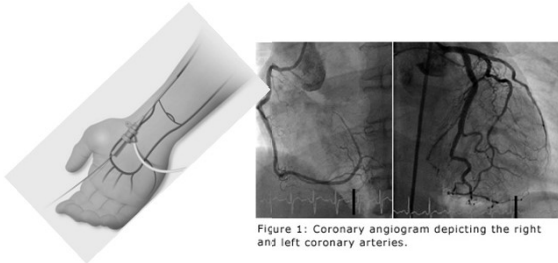 Figure 1: Coronary angiogram depicting the right
and left coronary arteries.